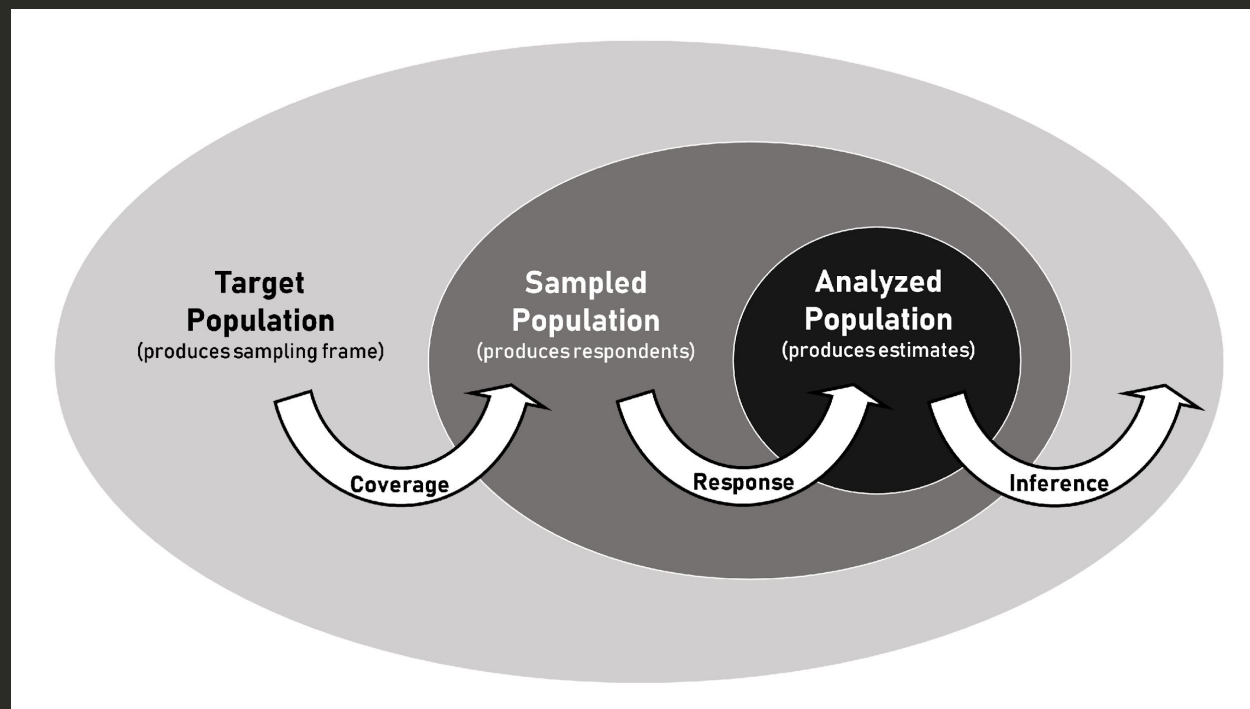 Target
Population
(produces sampling frame)
Sampled
Population
(produces respondents)
Analyzed
Population
(produces estimates)
Coverage
Response
Inference